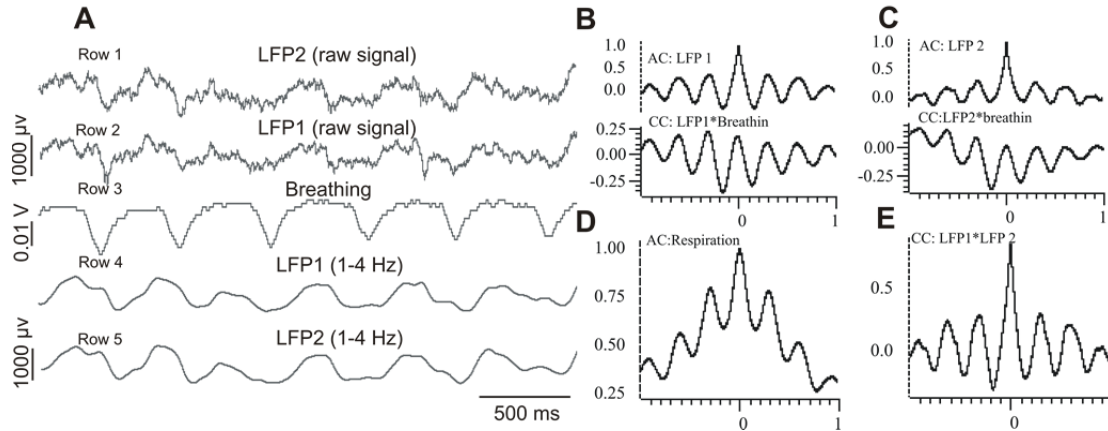 A
Row 1
LFP2 (raw signal)
Row 2
LFP1 (raw signal)
1000 µv
Row 3
Breathing
0.01 V
Row 4
LFP1 (1-4 Hz)
Row 5
LFP2 (1-4 Hz)
1000 µv
500 ms
B
AC: LFP 1
1.0
0.5
0.0
CC: LFP1*Breathin
0.25
0.00
-0.25
0
1
C
AC: LFP 2
1.0
0.5
0.0
CC:LFP2*breathin
0.00
-0.25
0
1
D
AC:Respiration
1.00
0.75
0.50
0.25
0
1
E
CC: LFP1*LFP 2
0.5
0.0
0